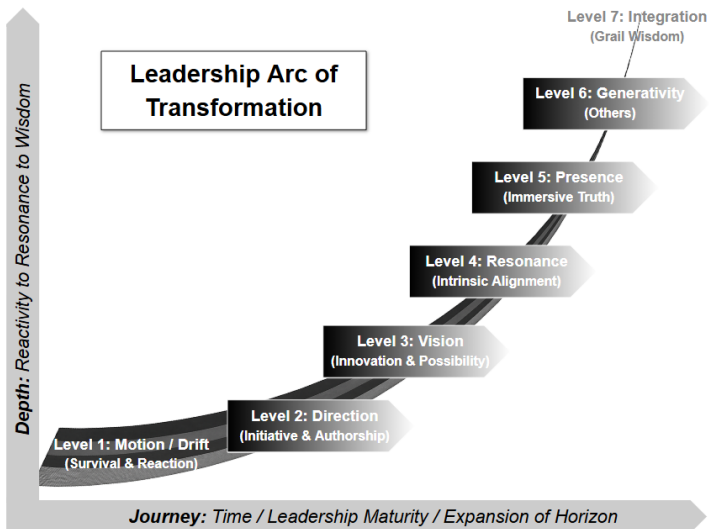 Level 7: Integration
(Grail Wisdom)
Leadership Arc of
Transformation
Level 6: Generativity
(Others)
Level 5: Presence
(Immersive Truth)
Level 4: Resonance
(Intrinsic Alignment)
Level 3: Vision
(Innovation & Possibility)
Level 2: Direction
(Initiative & Authorship)
Level 1: Motion / Drift
(Survival & Reaction)
Depth: Reactivity to Resonance to Wisdom
Journey: Time / Leadership Maturity / Expansion of Horizon